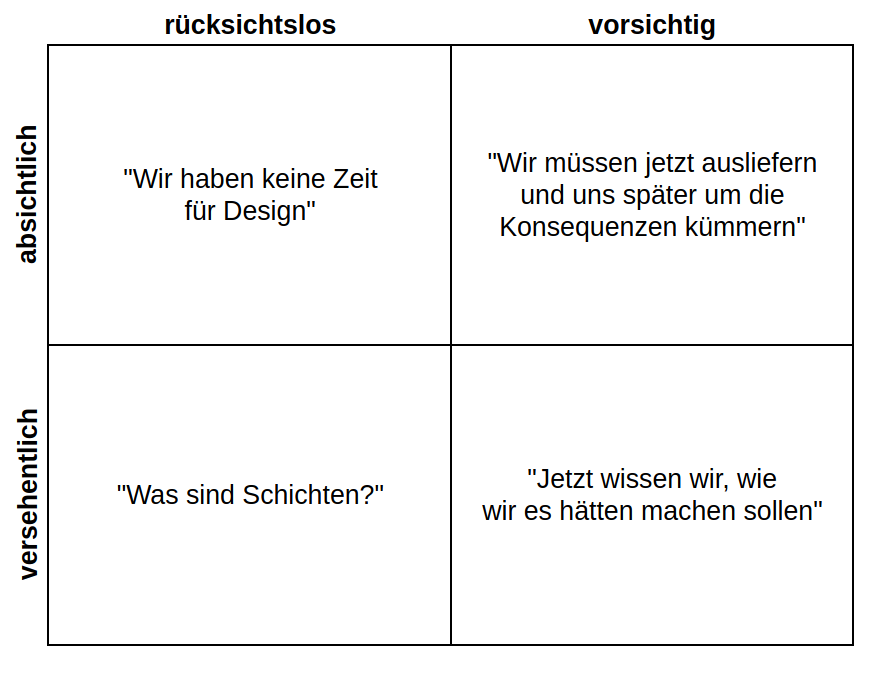 rücksichtslos
vorsichtig
absichtlich
"Wir haben keine Zeit
für Design"
"Wir müssen jetzt ausliefern
und uns später um die
Konsequenzen kümmern"
versehentlich
"Was sind Schichten?"
"Jetzt wissen wir, wie
wir es hätten machen sollen"